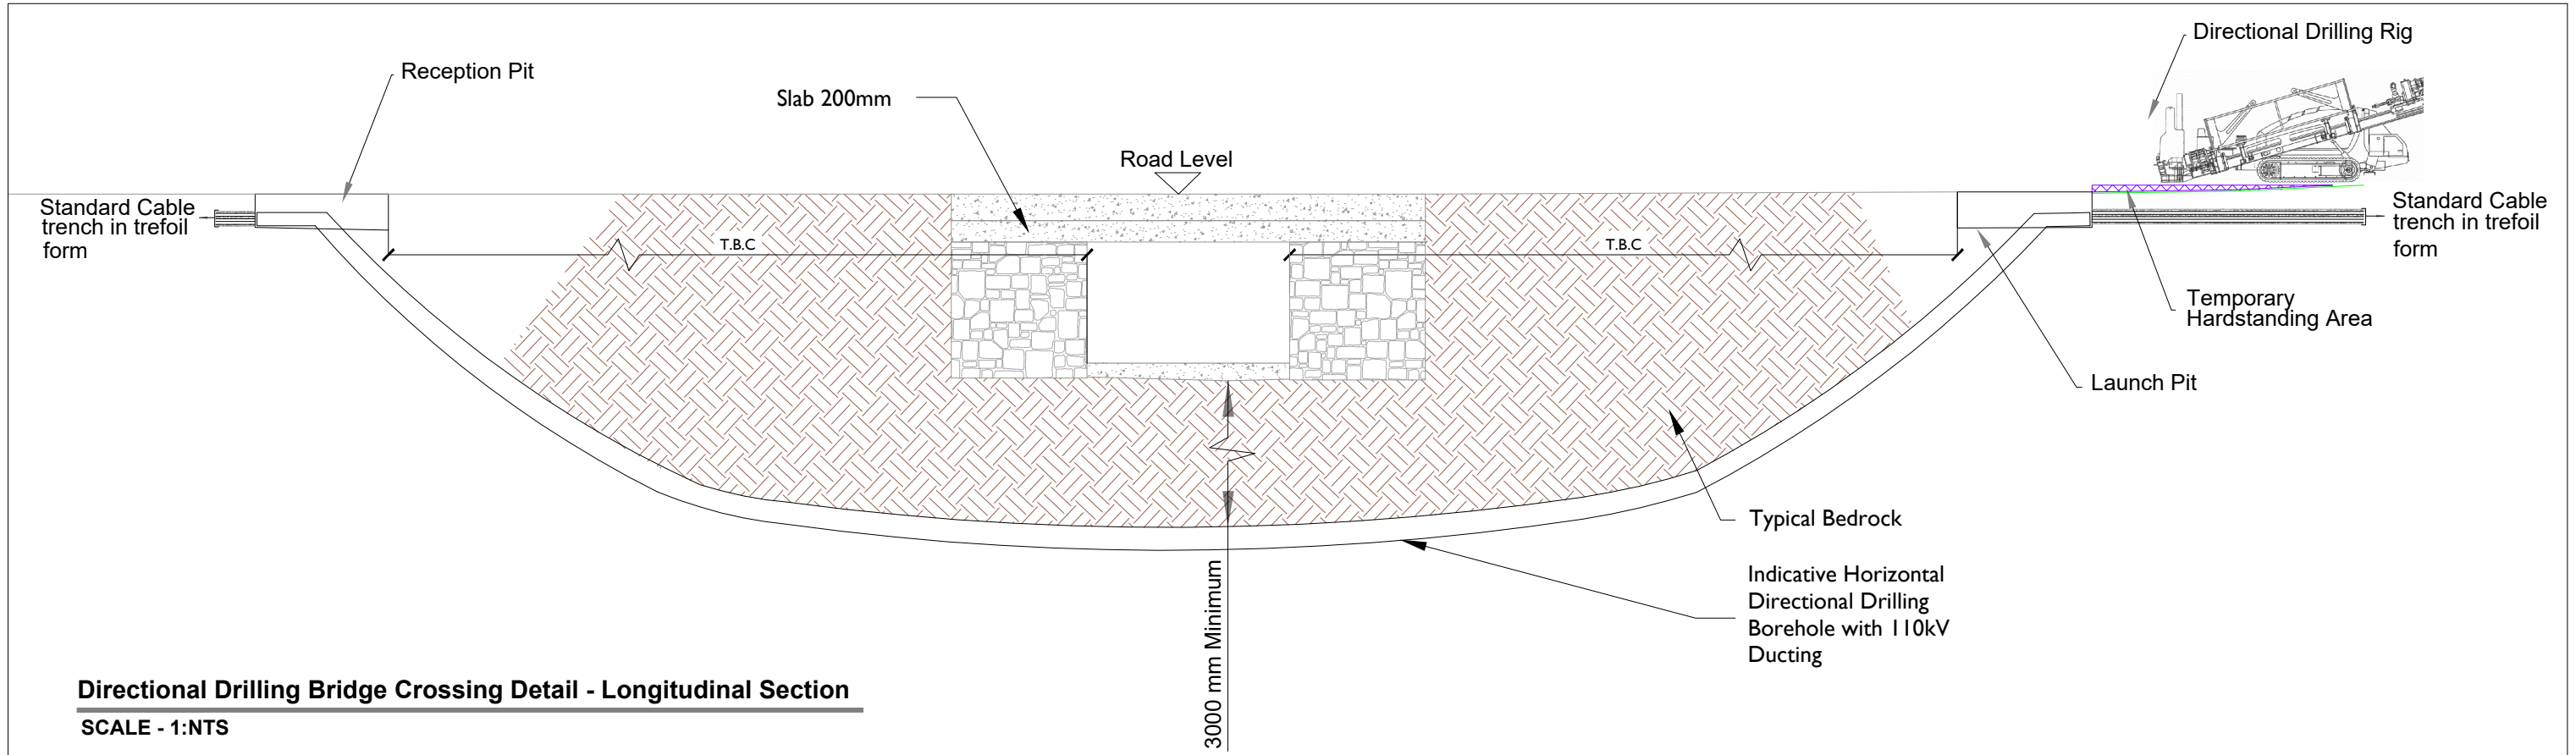 Directional Drilling Rig
Reception Pit
Slab 200mm
Road Level
Standard Cable
trench in trefoil
form
T.B.C
T.B.C
Standard Cable
trench in trefoil
form
Temporary
Hardstanding Area
Launch Pit
Typical Bedrock
Indicative Horizontal
Directional Drilling
Borehole with 110kV
Ducting
3000 mm Minimum
Directional Drilling Bridge Crossing Detail - Longitudinal Section
SCALE - 1:NTS